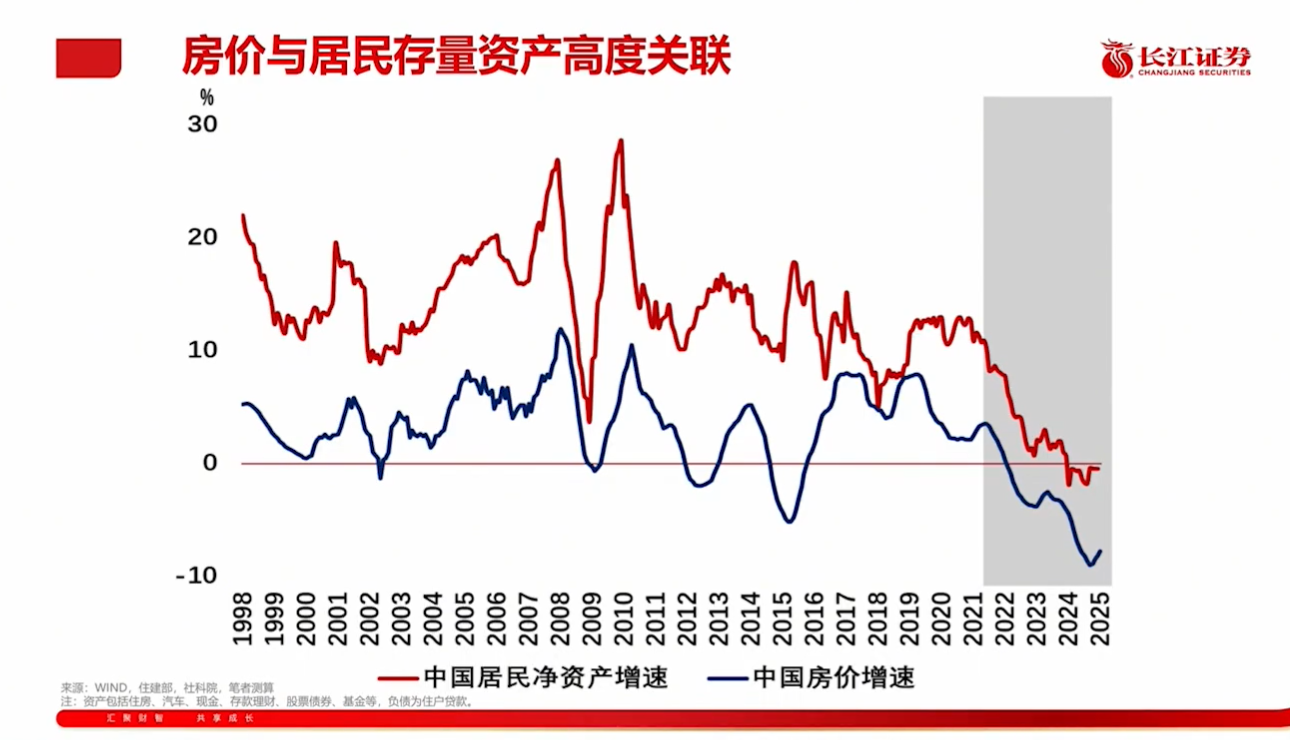 房价与居民存量资产高度关联
长江证券
CHANGJIANG SECURITIES
%
30
20
10
0
-10
1998 1999 2000 2001 2002 2003 2004 2005 2006 2007 2008 2009 2010 2011 2012 2013 2014 2015 2016 2017 2018 2019 2020 2021 2022 2023 2024 2025
中国居民净资产增速 中国房价增速
来源：WIND，住建部，社科院，笔者测算
注：资产包括住房、汽车、现金、存款理财、股票债券、基金等，负债为住户贷款。
汇聚财智 共享成长